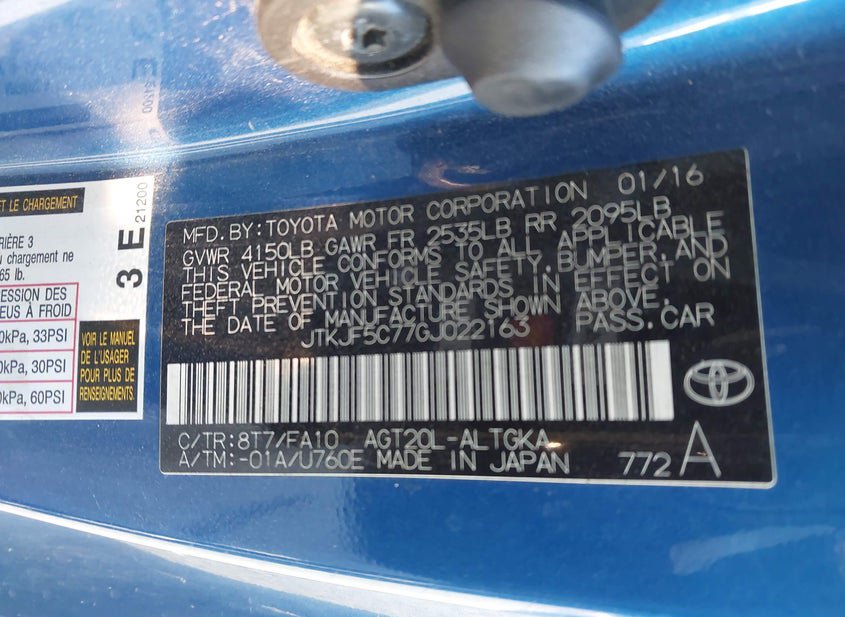 ET LE CHARGEMENT
RIÈRE 3
u chargement ne
65 lb.
ESSION DES
EUS À FROID
0kPa, 33PSI
0kPa, 30PSI
0kPa, 60PSI
VOIR LE MANUEL
DE L'USAGER
POUR PLUS DE
RENSEIGNEMENTS.
3 E
21200
MFD. BY: TOYOTA MOTOR CORPORATION 01/16
GVWR 4150LB GAWR FR 2535LB RR 2095LB
THIS VEHICLE CONFORMS TO ALL APPLICABLE
FEDERAL MOTOR VEHICLE SAFETY, BUMPER, AND
THEFT PREVENTION STANDARDS IN EFFECT ON
THE DATE OF MANUFACTURE SHOWN ABOVE.
JTKJF5C77GJ022163 PASS. CAR
C/TR: 8T7/FA10 AGT20L-ALTGKA
A/TM: -01A/U760E MADE IN JAPAN
772 A